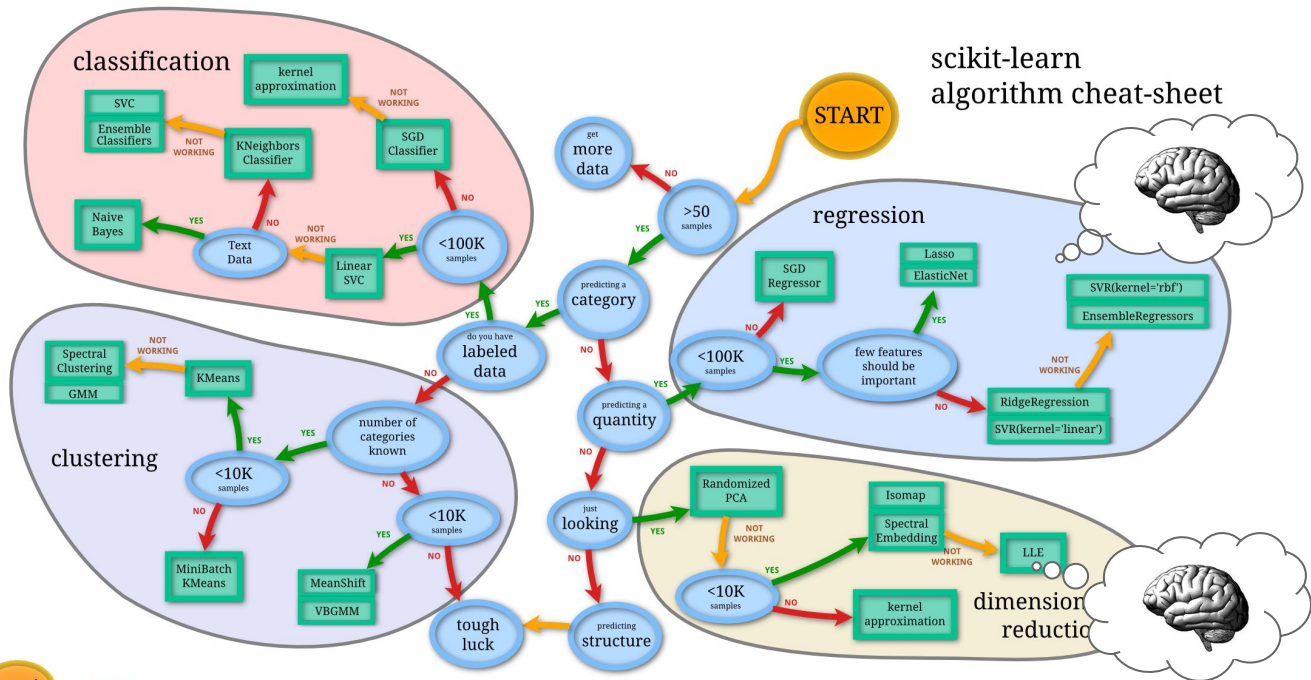 scikit-learn
algorithm cheat-sheet
START
classification
kernel
approximation
NOT
WORKING
SVC
Ensemble
Classifiers
NOT
WORKING
KNeighbors
Classifier
SGD
Classifier
NO
Naive
Bayes
YES
Text
Data
NO
NOT
WORKING
Linear
SVC
YES
<100K
samples
YES
get
more
data
NO
>50
samples
YES
predicting a
category
YES
NO
do you have
labeled
data
NO
predicting a
quantity
YES
NO
just
looking
YES
NO
predicting
structure
tough
luck
regression
SGD
Regressor
NO
Lasso
ElasticNet
YES
<100K
samples
YES
few features
should be
important
NO
SVR(kernel='rbf')
EnsembleRegressors
NOT
WORKING
RidgeRegression
SVR(kernel='linear')
clustering
Spectral
Clustering
GMM
NOT
WORKING
KMeans
YES
<10K
samples
YES
NO
number of
categories
known
NO
<10K
samples
YES
NO
MiniBatch
KMeans
MeanShift
VBGMM
Randomized
PCA
NOT
WORKING
<10K
samples
YES
NO
Isomap
Spectral
Embedding
NOT
WORKING
LLE
kernel
approximation
dimension
reductio